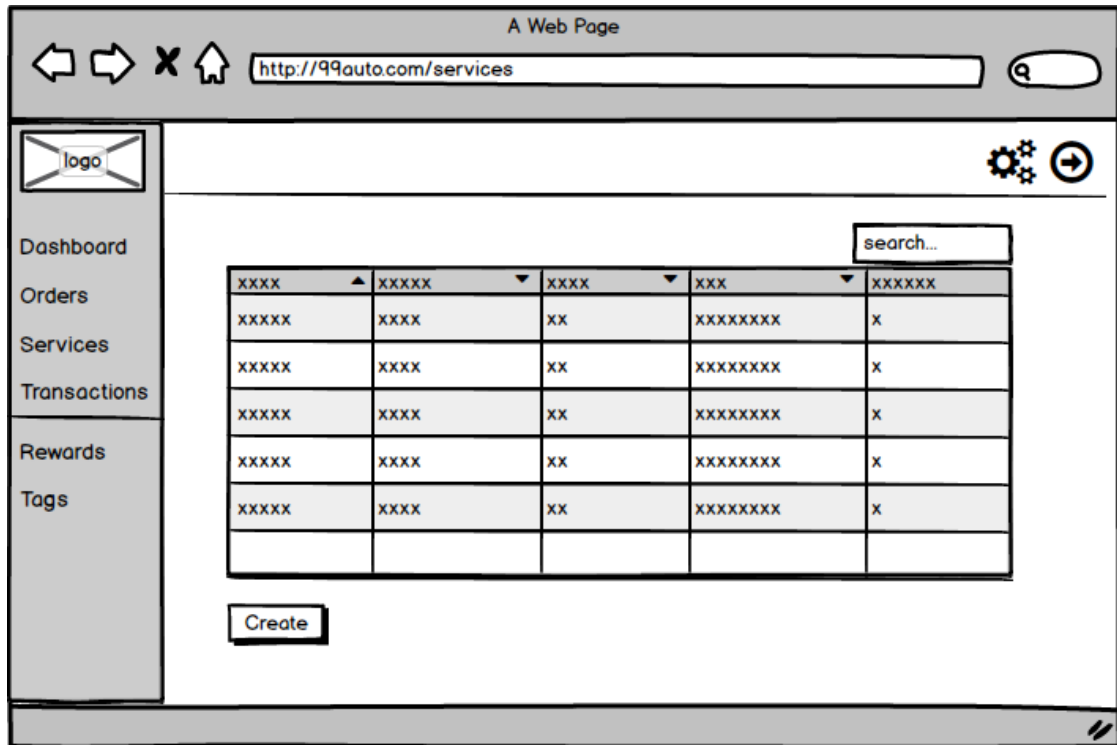 A Web Page
http://99auto.com/services
logo
Dashboard
Orders
Services
Transactions
Rewards
Tags
search...
xxxx xxxxx xxxx xxx xxxxxx
xxxxx xxxx xx xxxxxxxx x
xxxxx xxxx xx xxxxxxxx x
xxxxx xxxx xx xxxxxxxx x
xxxxx xxxx xx xxxxxxxx x
xxxxx xxxx xx xxxxxxxx x
Create